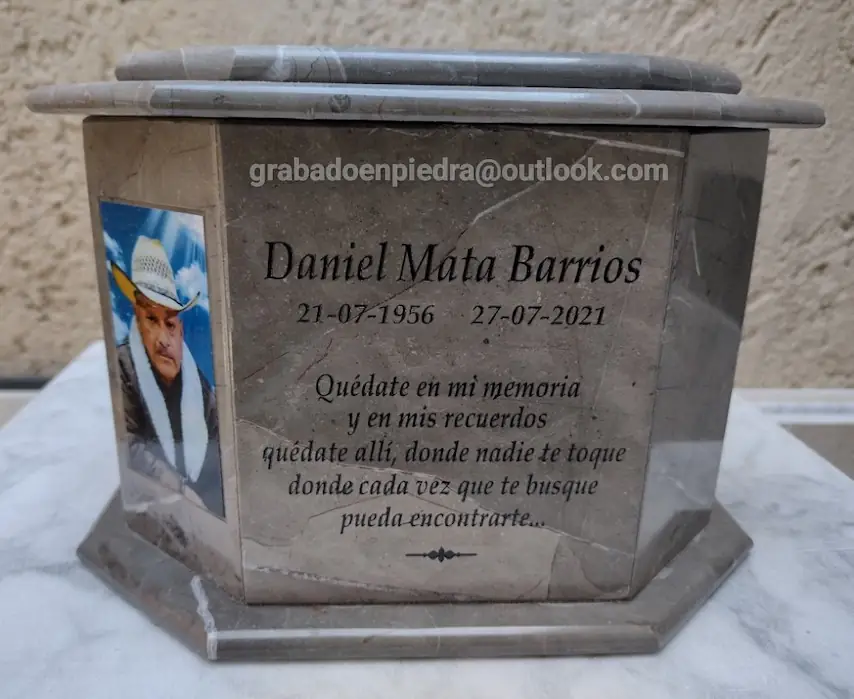 grabadoenpiedra@outlook.com
Daniel Mata Barrios
21-07-1956 27-07-2021
Quédate en mi memoria
y en mis recuerdos
quédate allí, donde nadie te toque
donde cada vez que te busque
pueda encontrarte...